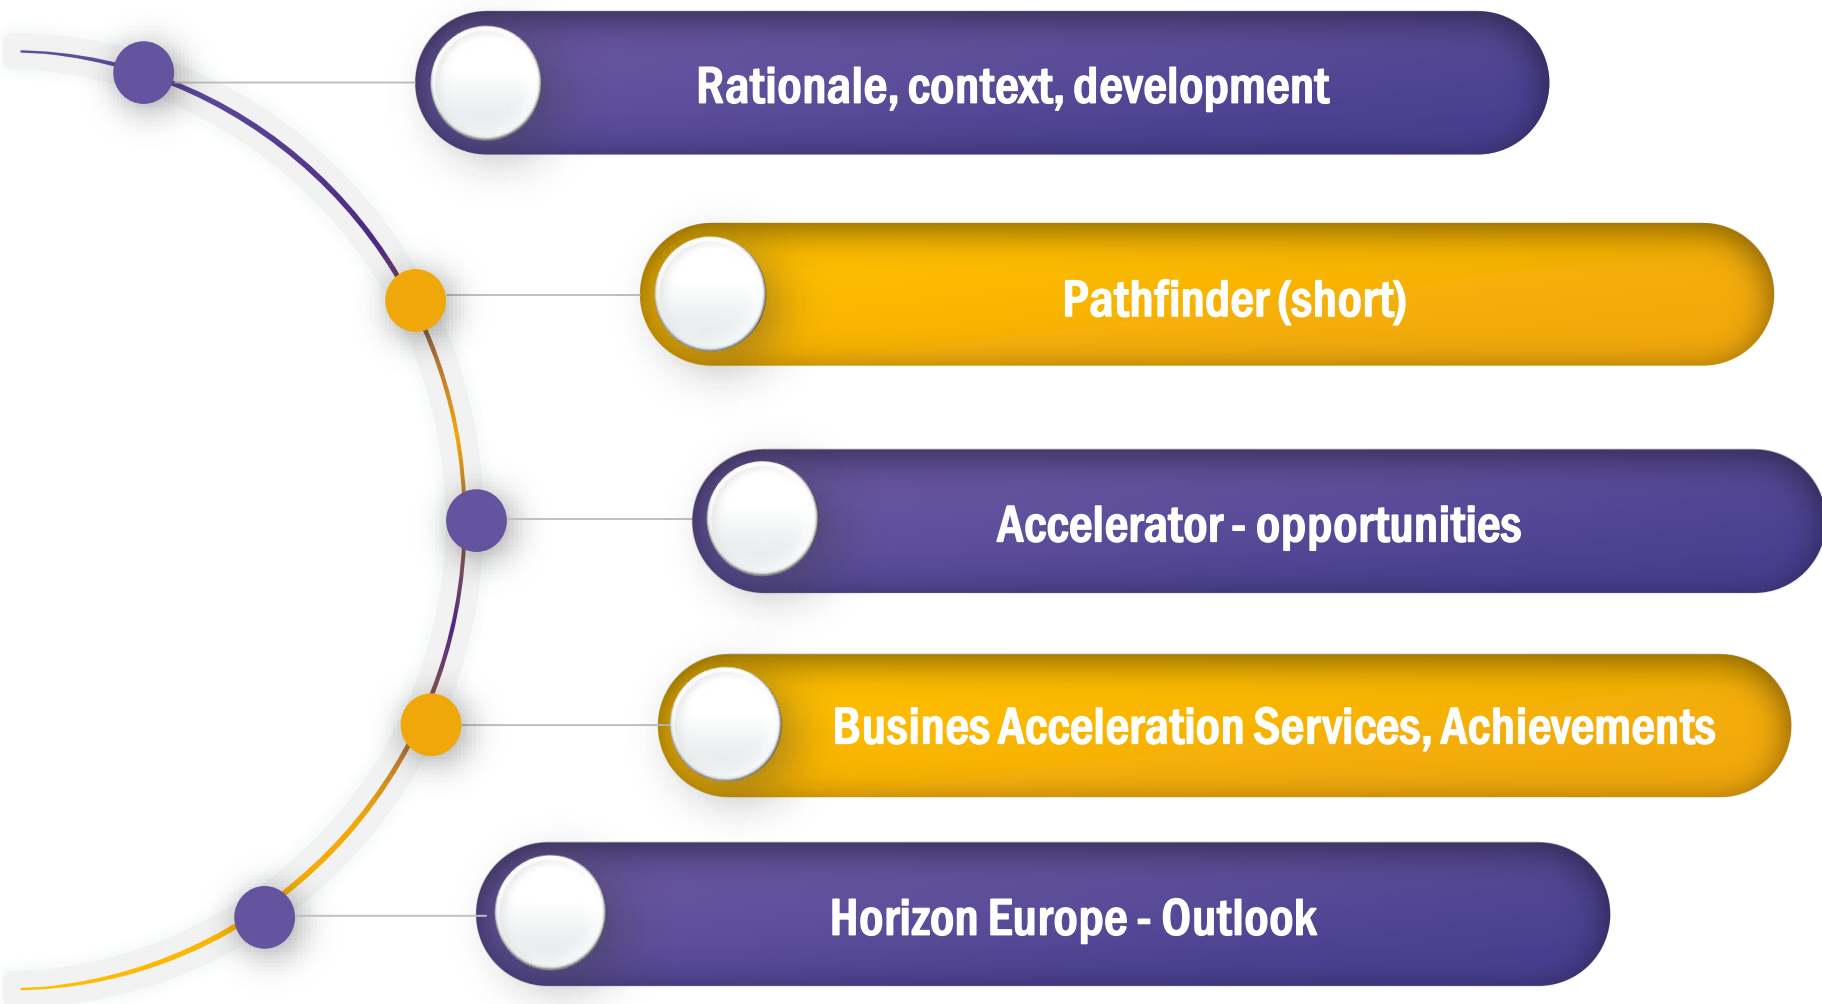 Rationale, context, development
Pathfinder (short)
Accelerator - opportunities
Busines Acceleration Services, Achievements
Horizon Europe - Outlook